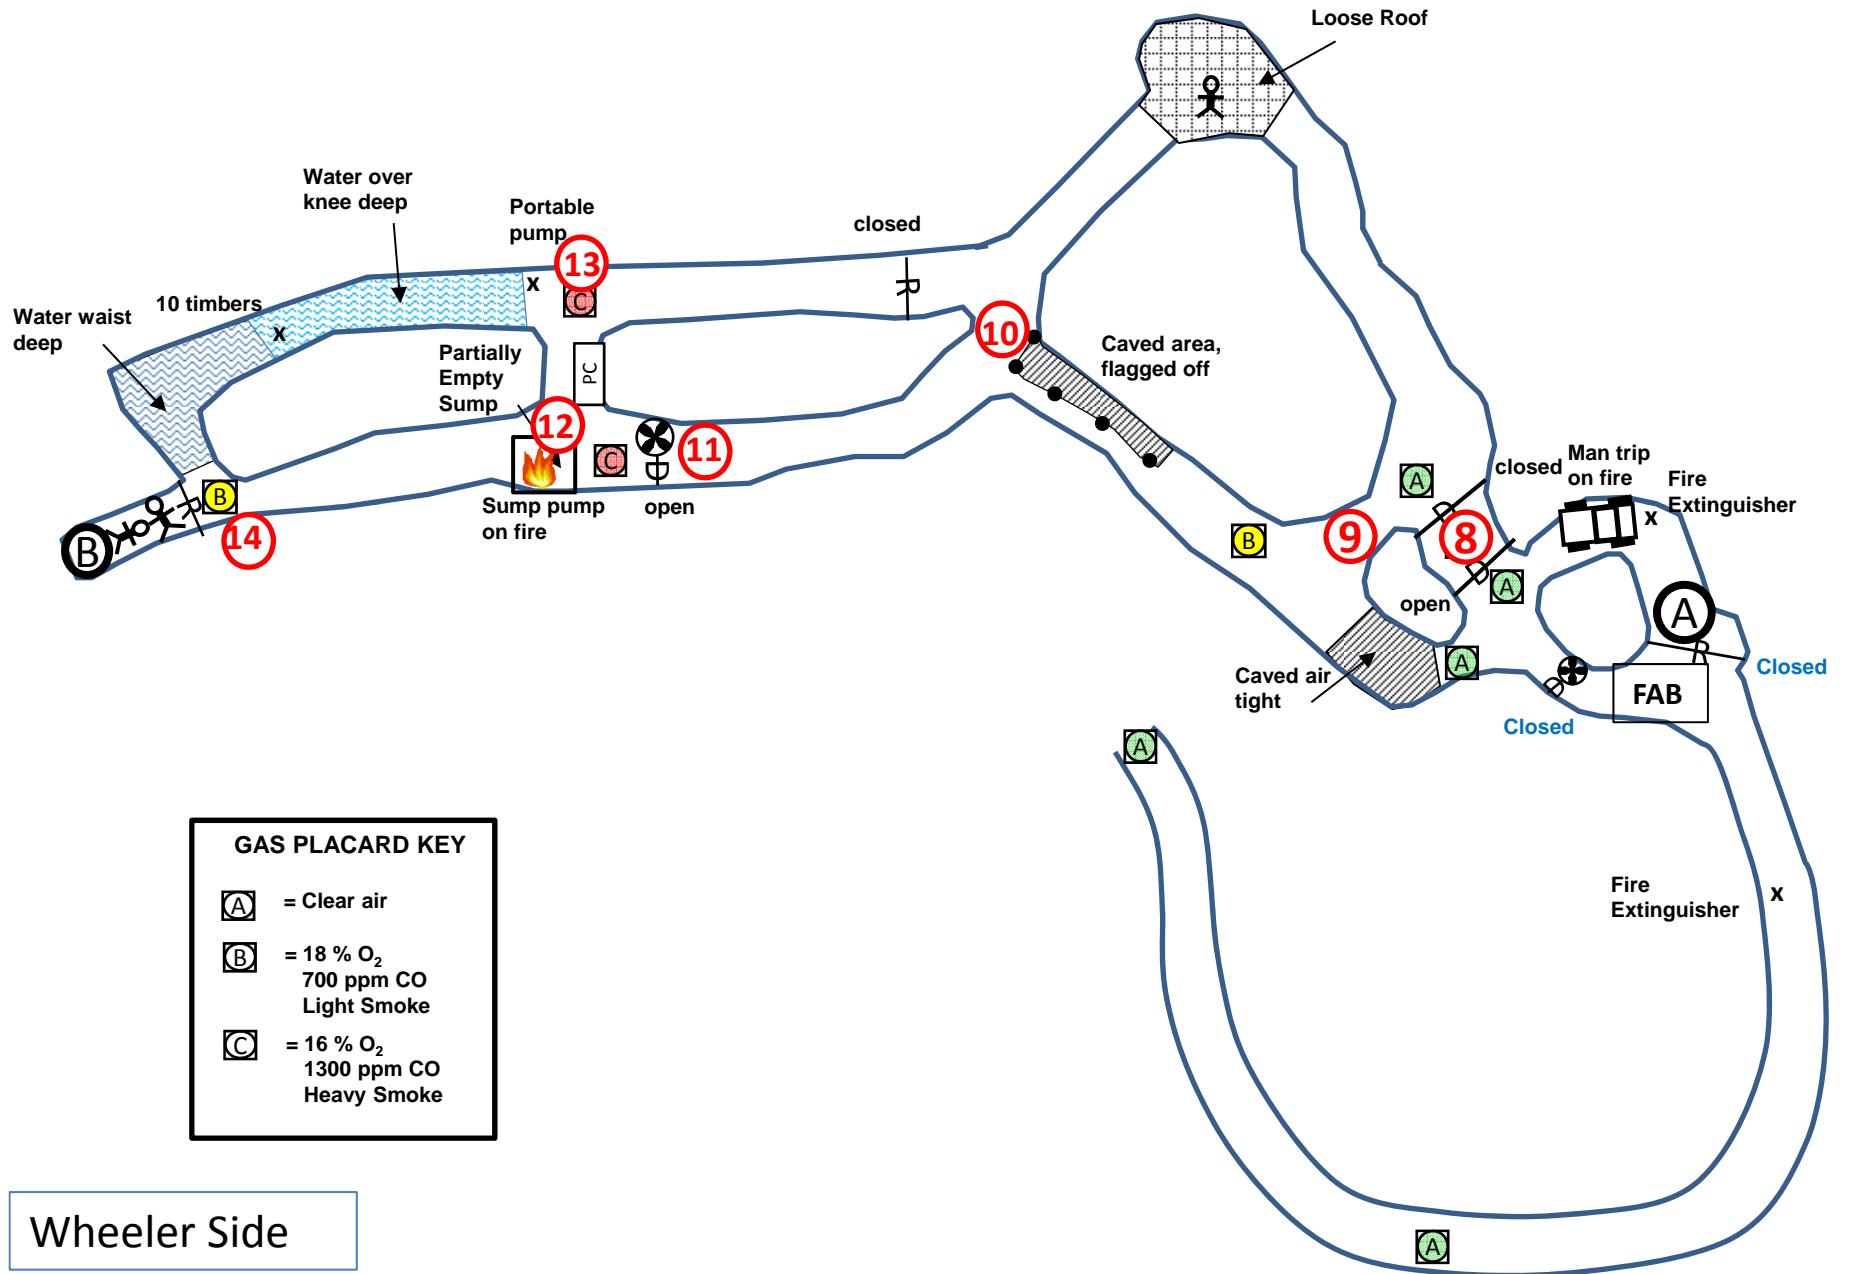 Loose Roof
Water over
knee deep
Portable
pump
13
closed
C
x
R
10 timbers
x
Water waist
deep
10
Caved area,
flagged off
Partially
Empty
Sump
PC
12
11
C
D
open
Sump pump
on fire
B
R
14
B
A
closed
D
8
9
B
D
A
open
Man trip
on fire
Fire
Extinguisher
x
A
R
Closed
Caved air
tight
A
D
FAB
Closed
A
Fire
Extinguisher
x
A
GAS PLACARD KEY
A = Clear air
B = 18 % O₂
700 ppm CO
Light Smoke
C = 16 % O₂
1300 ppm CO
Heavy Smoke
Wheeler Side